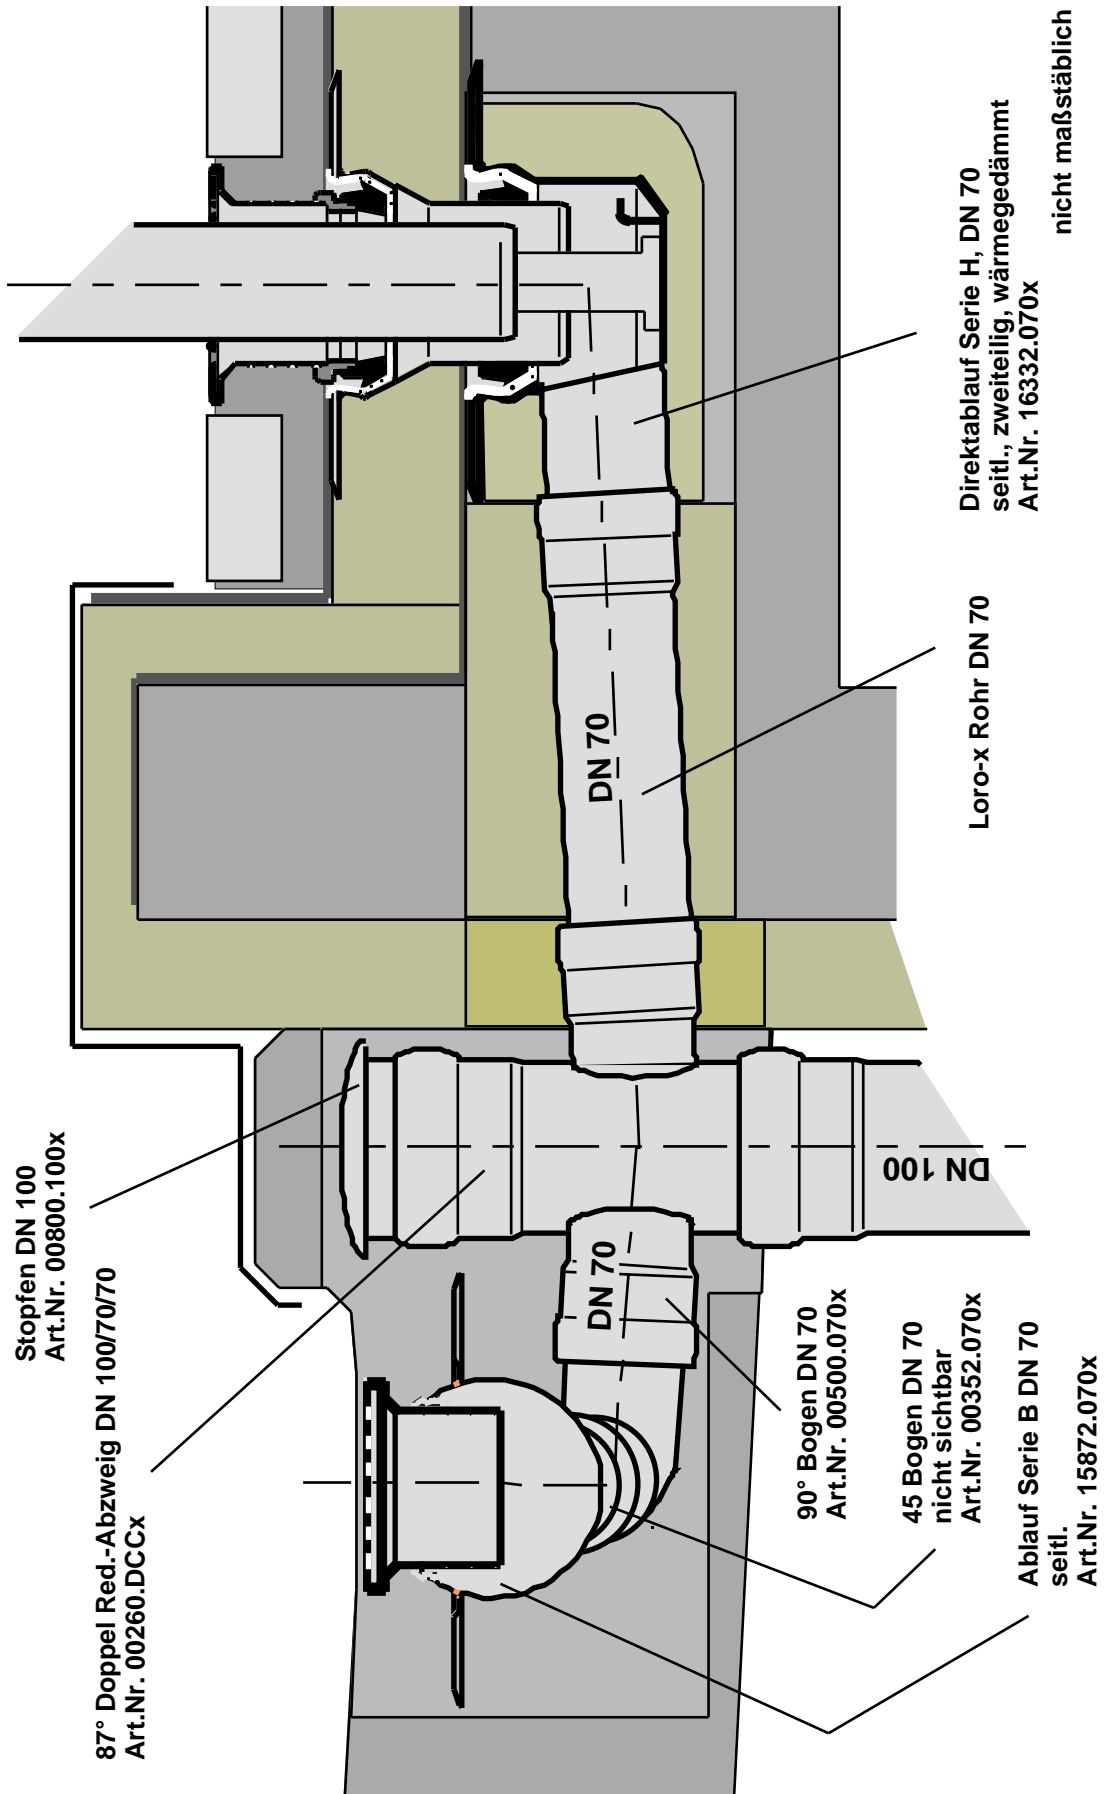 Stopfen DN 100
Art.Nr. 00800.100x
87° Doppel Red.-Abzweig DN 100/70/70
Art.Nr. 00260.DCCx
DN 70
DN 70
DN 100
90° Bogen DN 70
Art.Nr. 00500.070x
45 Bogen DN 70
nicht sichtbar
Art.Nr. 00352.070x
Ablauf Serie B DN 70
seitl.
Art.Nr. 15872.070x
Loro-x Rohr DN 70
Direktablauf Serie H, DN 70
seitl., zweiteilig, wärmegedämmt
Art.Nr. 16332.070x
nicht maßstäblich